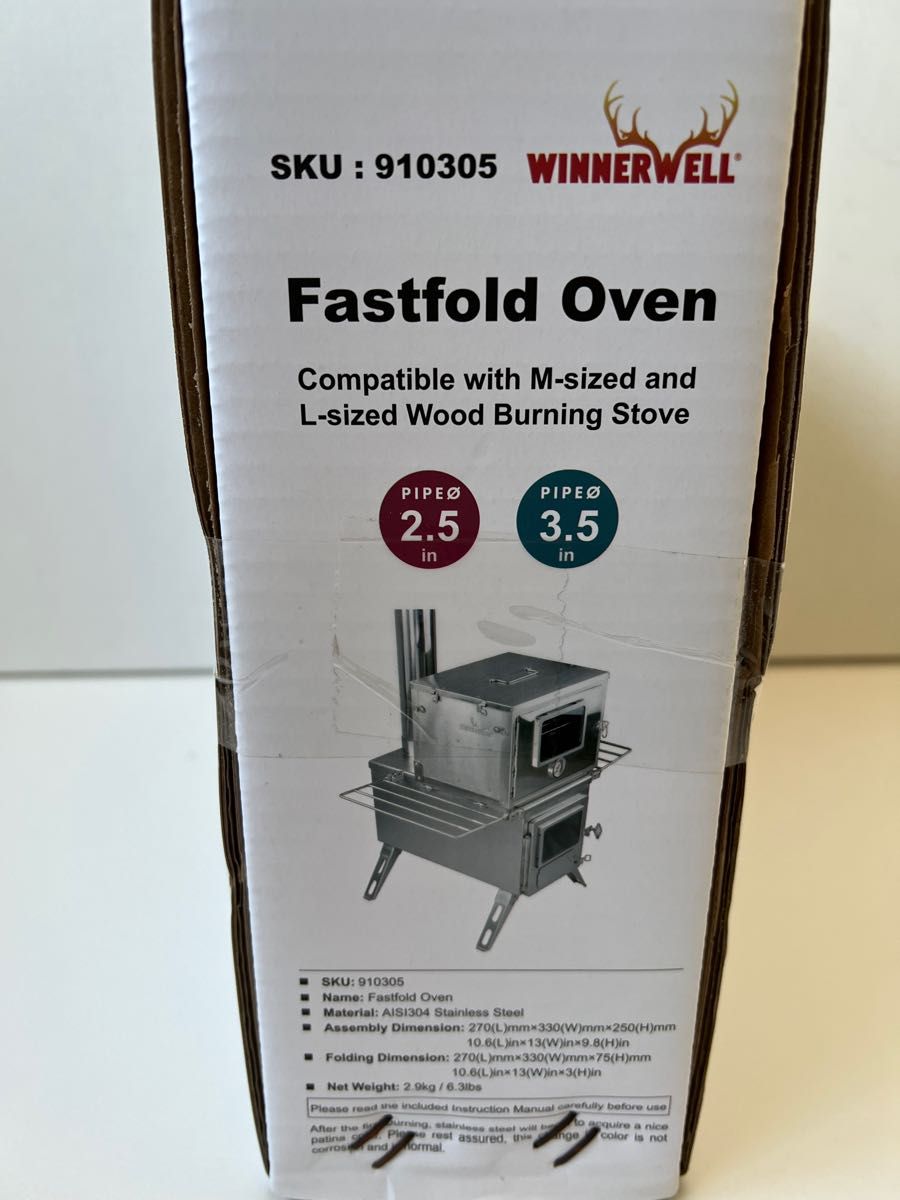 SKU : 910305 WINNERWELL®
Fastfold Oven
Compatible with M-sized and
L-sized Wood Burning Stove
PIPEØ
2.5
in
PIPEØ
3.5
in
SKU: 910305
Name: Fastfold Oven
Material: AISI304 Stainless Steel
Assembly Dimension: 270(L)mm×330(W)mm×250(H)mm
10.6(L)in×13(W)in×9.8(H)in
Folding Dimension: 270(L)mm×330(W)mm×75(H)mm
10.6(L)in×13(W)in×3(H)in
Net Weight: 2.9kg / 6.3lbs
Please read the included Instruction Manual carefully before use
After the burning, stainless steel will to acquire a nice
patina Please rest assured, this color is not
and normal.